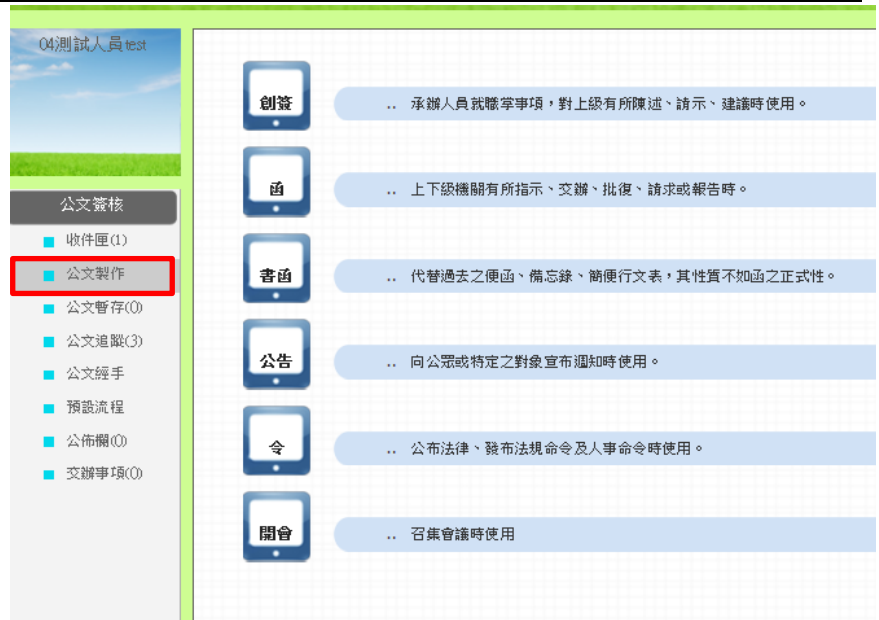 04測試人員test
公文簽核
收件匣(1)
公文製作
公文暫存(0)
公文追蹤(3)
公文經手
預設流程
公佈欄(0)
交辦事項(0)
創簽 .. 承辦人員就職掌事項，對上級有所陳述、請示、建議時使用。
函 .. 上下級機關有所指示、交辦、批復、請求或報告時。
書函 .. 代替過去之便函、備忘錄、簡便行文表，其性質不如函之正式性。
公告 .. 向公眾或特定之對象宣布週知時使用。
令 .. 公布法律、發布法規命令及人事命令時使用。
開會 .. 召集會議時使用